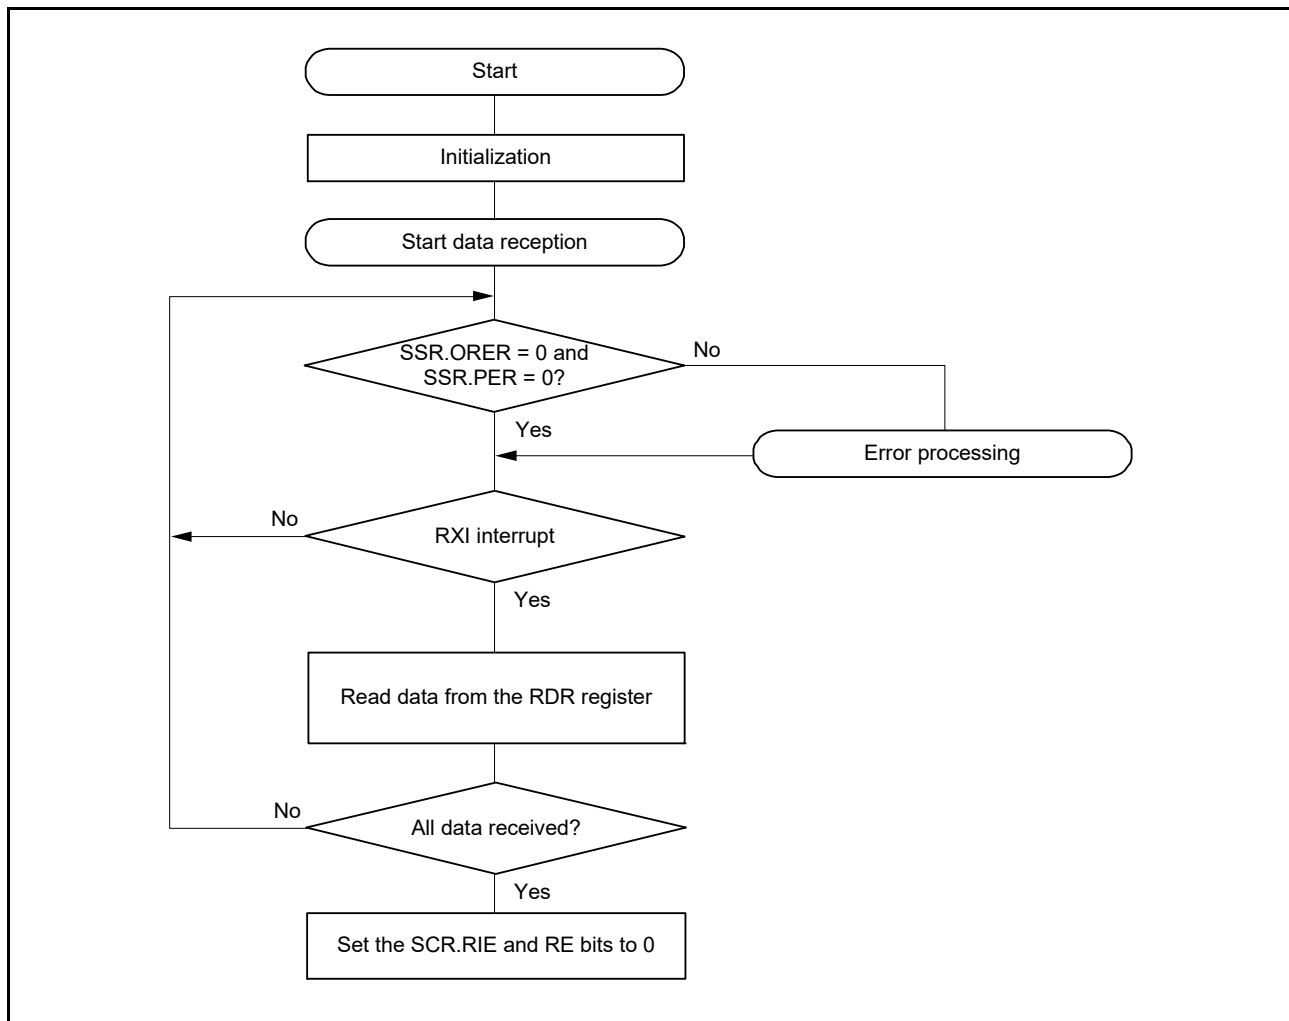 Start
Initialization
Start data reception
SSR.ORER = 0 and
SSR.PER = 0?
No
Yes
Error processing
No
RXI interrupt
Yes
Read data from the RDR register
No
All data received?
Yes
Set the SCR.RIE and RE bits to 0